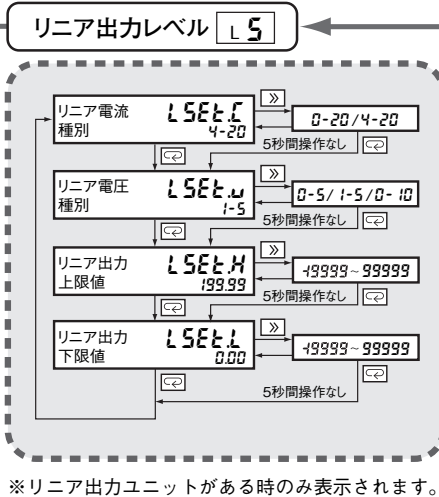 リニア出力レベル L 5
リニア電流
種別
LSEt.C
4-20
0-20/4-20
5秒間操作なし
リニア電圧
種別
LSEt.u
1-5
0-5/1-5/0-10
5秒間操作なし
リニア出力
上限値
LSEt.H
199.99
-19999~99999
5秒間操作なし
リニア出力
下限値
LSEt.L
0.00
-19999~99999
5秒間操作なし
※リニア出力ユニットがある時のみ表示されます。